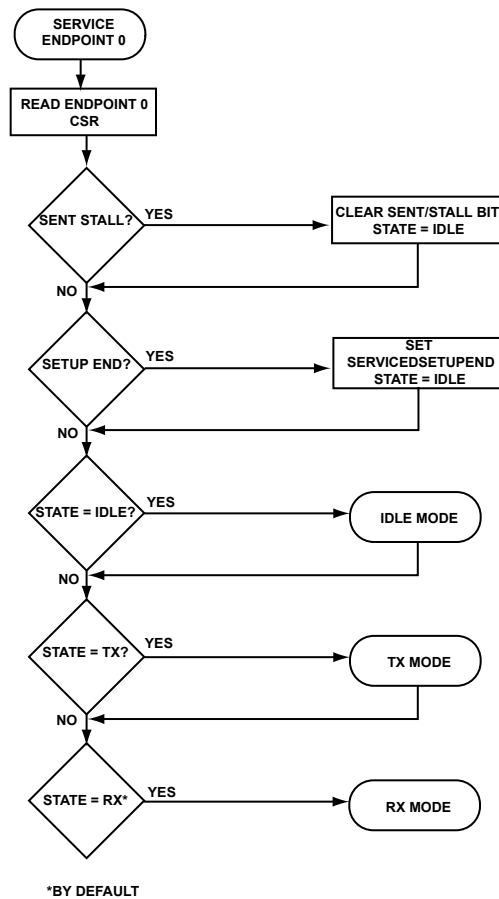 SERVICE
ENDPOINT 0
READ ENDPOINT 0
CSR
SENT STALL?
YES
CLEAR SENT/STALL BIT
STATE = IDLE
NO
SETUP END?
YES
SET
SERVICEDSETUPEND
STATE = IDLE
NO
STATE = IDLE?
YES
IDLE MODE
NO
STATE = TX?
YES
TX MODE
NO
STATE = RX*
YES
RX MODE
*BY DEFAULT